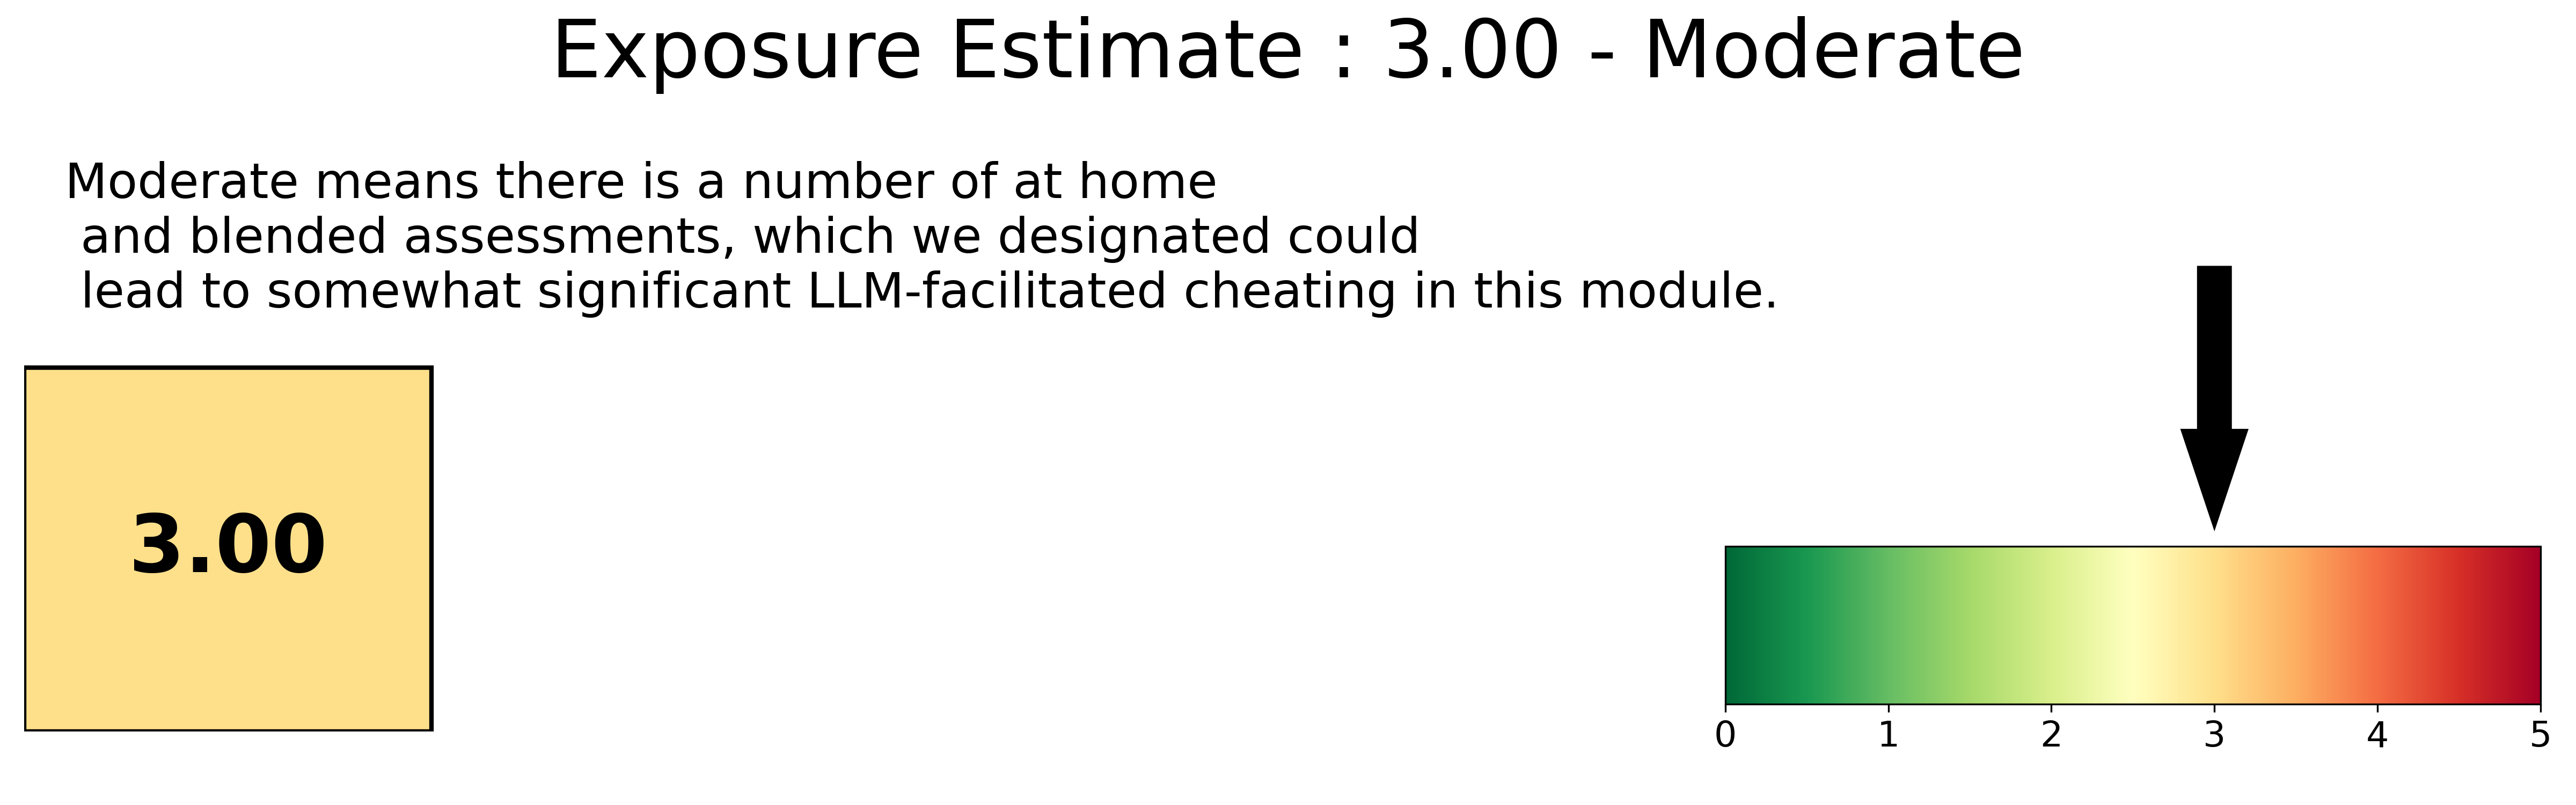 Exposure Estimate : 3.00 - Moderate
Moderate means there is a number of at home
and blended assessments, which we designated could
lead to somewhat significant LLM-facilitated cheating in this module.
3.00
0 1 2 3 4 5